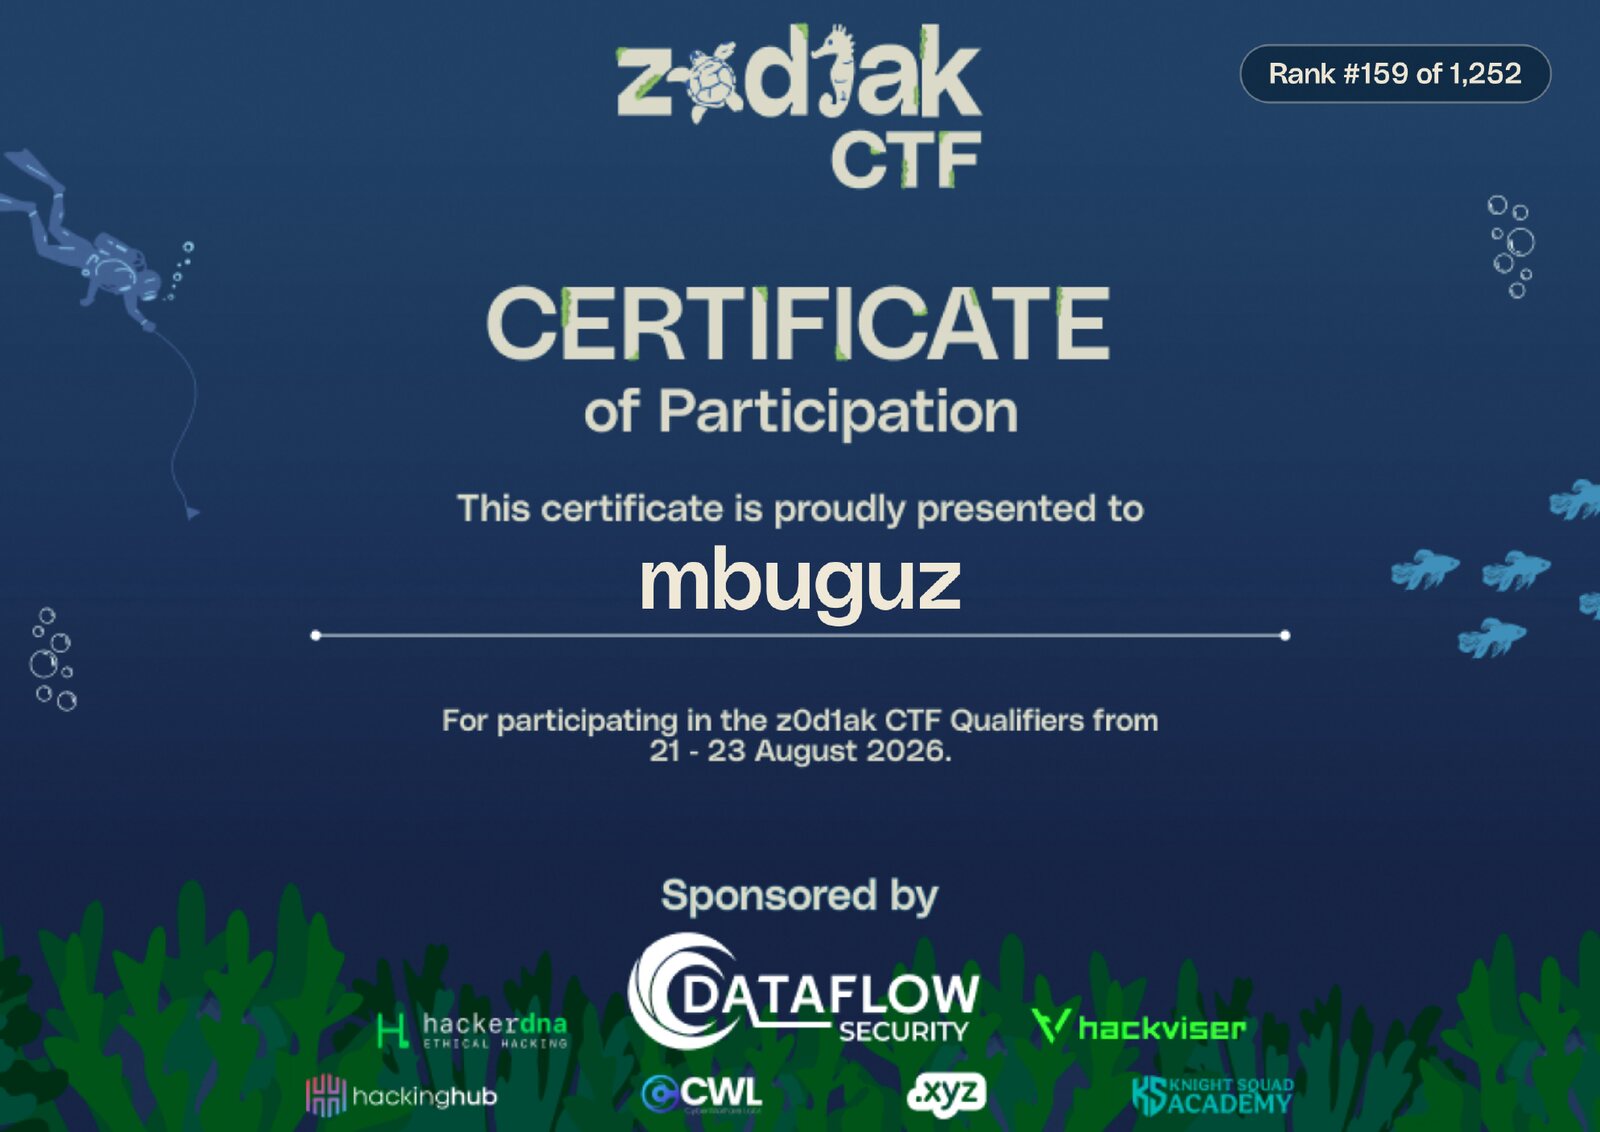 z0d1ak
CTF
Rank #159 of 1,252
CERTIFICATE
of Participation
This certificate is proudly presented to
mbuguz
For participating in the z0d1ak CTF Qualifiers from
21 - 23 August 2026.
Sponsored by
DATAFLOW
SECURITY
hackerdna
ETHICAL HACKING
hackviser
hackinghub
CWL
.xyz
KS KNIGHT SQUAD
ACADEMY